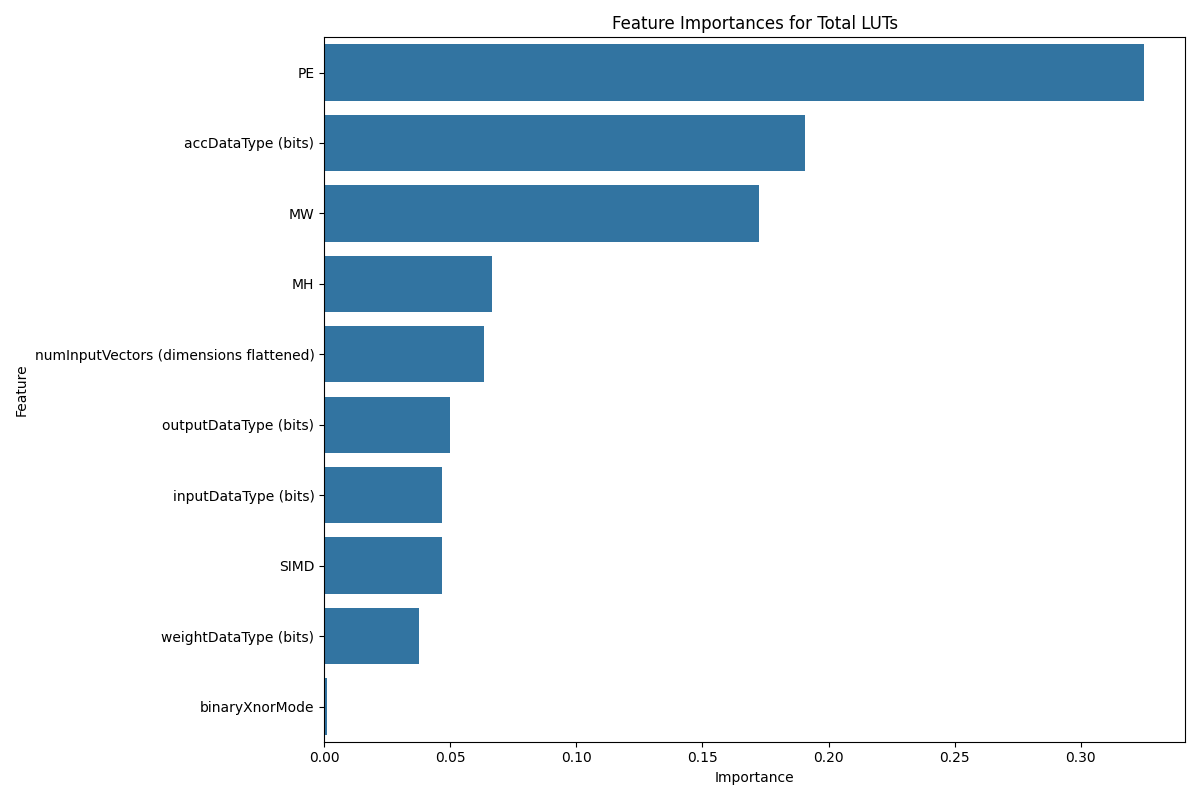 Feature Importances for Total LUTs
Feature
PE
accDataType (bits)
MW
MH
numInputVectors (dimensions flattened)
outputDataType (bits)
inputDataType (bits)
SIMD
weightDataType (bits)
binaryXnorMode
0.00 0.05 0.10 0.15 0.20 0.25 0.30
Importance